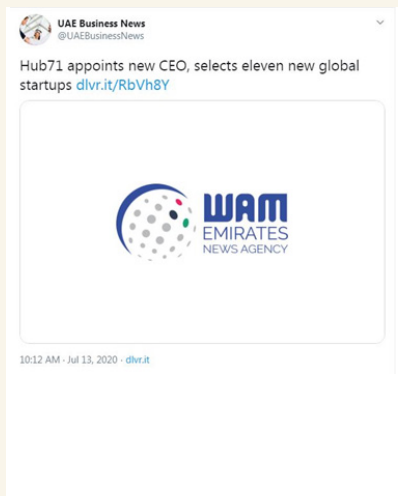 UAE Business News
@UAEBusinessNews
Hub71 appoints new CEO, selects eleven new global
startups dlvr.it/RbVh8Y
WAM
EMIRATES
NEWS AGENCY
10:12 AM · Jul 13, 2020 · dlvr.it